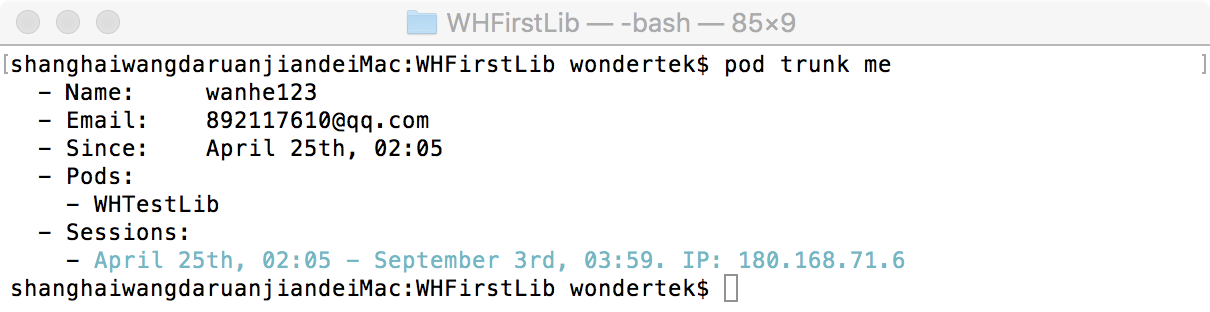 WHFirstLib — -bash — 85×9
[shanghaiwangdaruanjiandeiMac:WHFirstLib wondertek$ pod trunk me ]
- Name: wanhe123
- Email: 892117610@qq.com
- Since: April 25th, 02:05
- Pods:
- WHTestLib
- Sessions:
- April 25th, 02:05 - September 3rd, 03:59. IP: 180.168.71.6
shanghaiwangdaruanjiandeiMac:WHFirstLib wondertek$